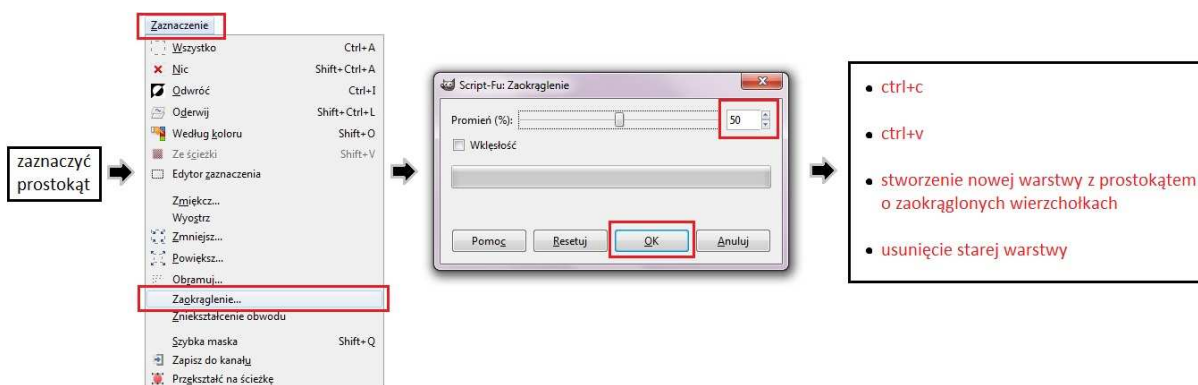 zaznaczyć
prostokąt
Zaznaczenie
Wszystko Ctrl+A
Nic Shift+Ctrl+A
Odwróć Ctrl+I
Oderwij Shift+Ctrl+L
Według koloru Shift+O
Ze ścieżki Shift+V
Edytor zaznaczenia
Zmiękcz...
Wyostrz
Zmniejsz...
Powiększ...
Obramuj...
Zaokrąglenie...
Zniekształcenie obwodu
Szybka maska Shift+Q
Zapisz do kanału
Przekształć na ścieżkę
Script-Fu: Zaokrąglenie
Promień (%): 50
Wklęsłość
Pomoc Resetuj OK Anuluj
• ctrl+c
• ctrl+v
• stworzenie nowej warstwy z prostokątem
o zaokrąglonych wierzchołkach
• usunięcie starej warstwy